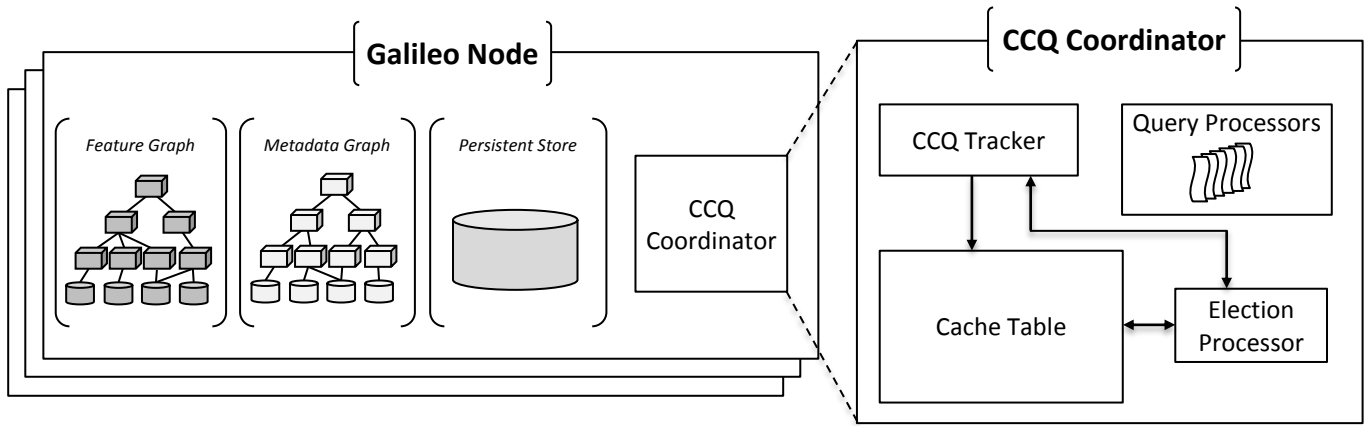 Galileo Node
Feature Graph
Metadata Graph
Persistent Store
CCQ
Coordinator
CCQ Coordinator
CCQ Tracker
Query Processors
Cache Table
Election
Processor